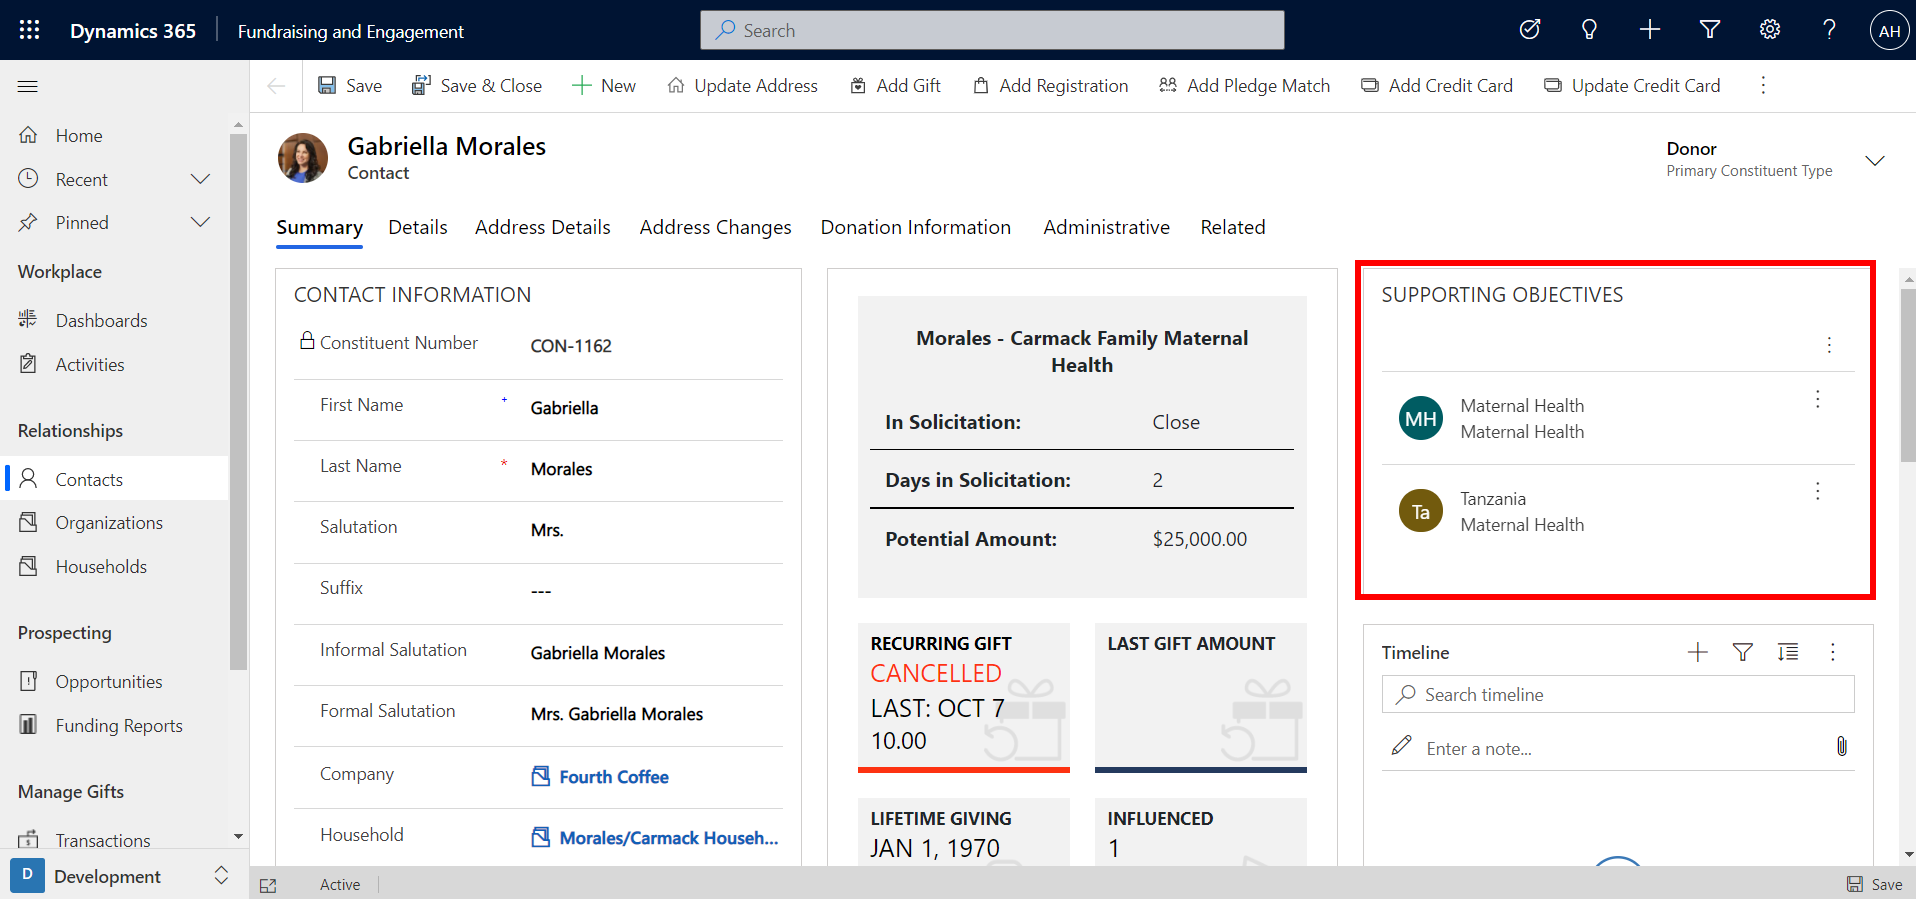 Dynamics 365
Fundraising and Engagement
Search
AH
Save
Save & Close
New
Update Address
Add Gift
Add Registration
Add Pledge Match
Add Credit Card
Update Credit Card
Home
Recent
Pinned
Workplace
Dashboards
Activities
Relationships
Contacts
Organizations
Households
Prospecting
Opportunities
Funding Reports
Manage Gifts
Transactions
D
Development
Gabriella Morales
Contact
Donor
Primary Constituent Type
Summary
Details
Address Details
Address Changes
Donation Information
Administrative
Related
CONTACT INFORMATION
Constituent Number
CON-1162
First Name +
Gabriella
Last Name *
Morales
Salutation
Mrs.
Suffix
---
Informal Salutation
Gabriella Morales
Formal Salutation
Mrs. Gabriella Morales
Company
Fourth Coffee
Household
Morales/Carmack Househ...
Morales - Carmack Family Maternal
Health
In Solicitation:
Close
Days in Solicitation:
2
Potential Amount:
$25,000.00
RECURRING GIFT
CANCELLED
LAST: OCT 7
10.00
LAST GIFT AMOUNT
LIFETIME GIVING
JAN 1, 1970
INFLUENCED
1
SUPPORTING OBJECTIVES
MH
Maternal Health
Maternal Health
Ta
Tanzania
Maternal Health
Timeline
Search timeline
Enter a note...
Active
Save